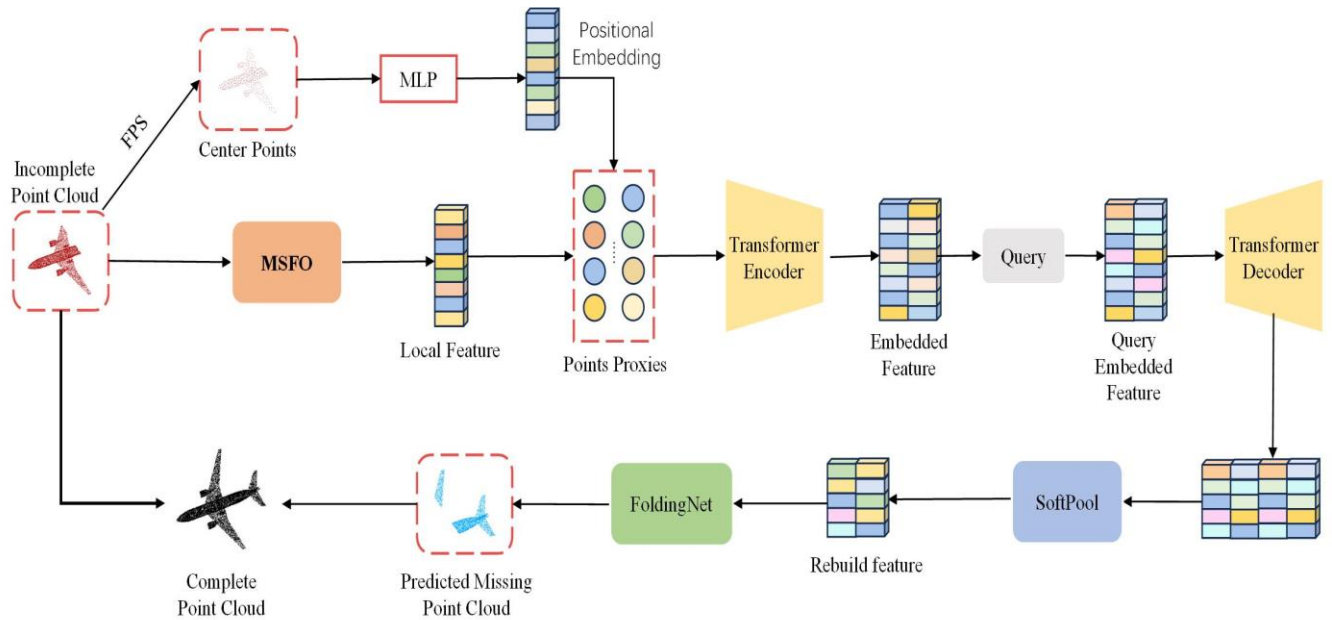 Positional
Embedding
MLP
FPS
Center Points
Incomplete
Point Cloud
MSFO
Local Feature
Points Proxies
Transformer
Encoder
Embedded
Feature
Query
Query
Embedded
Feature
Transformer
Decoder
SoftPool
Rebuild feature
FoldingNet
Predicted Missing
Point Cloud
Complete
Point Cloud